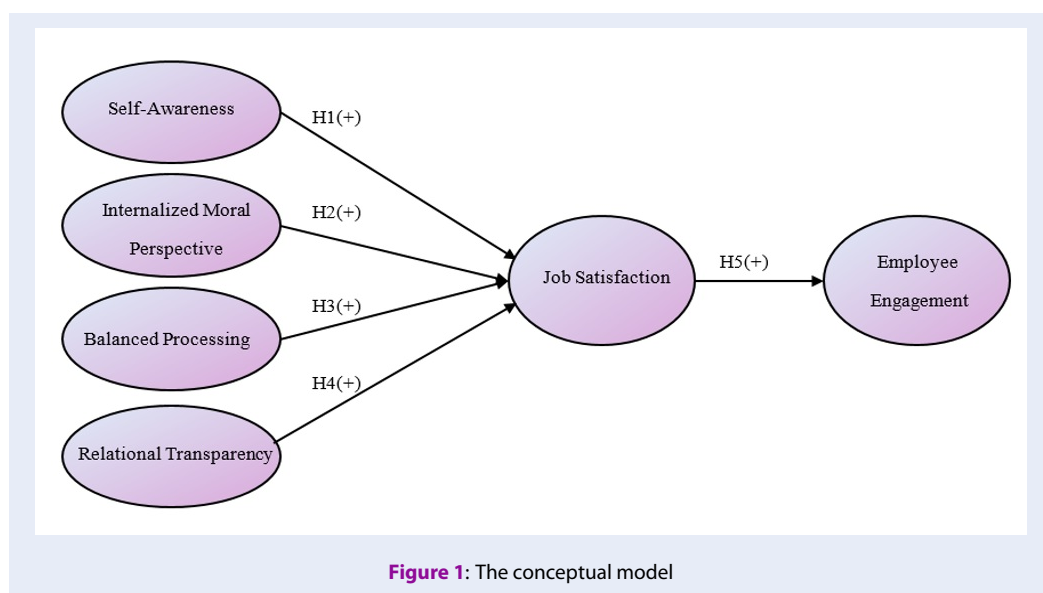 Self-Awareness
H1(+)
Internalized Moral
Perspective
H2(+)
Balanced Processing
H3(+)
Relational Transparency
H4(+)
Job Satisfaction
H5(+)
Employee
Engagement
Figure 1: The conceptual model